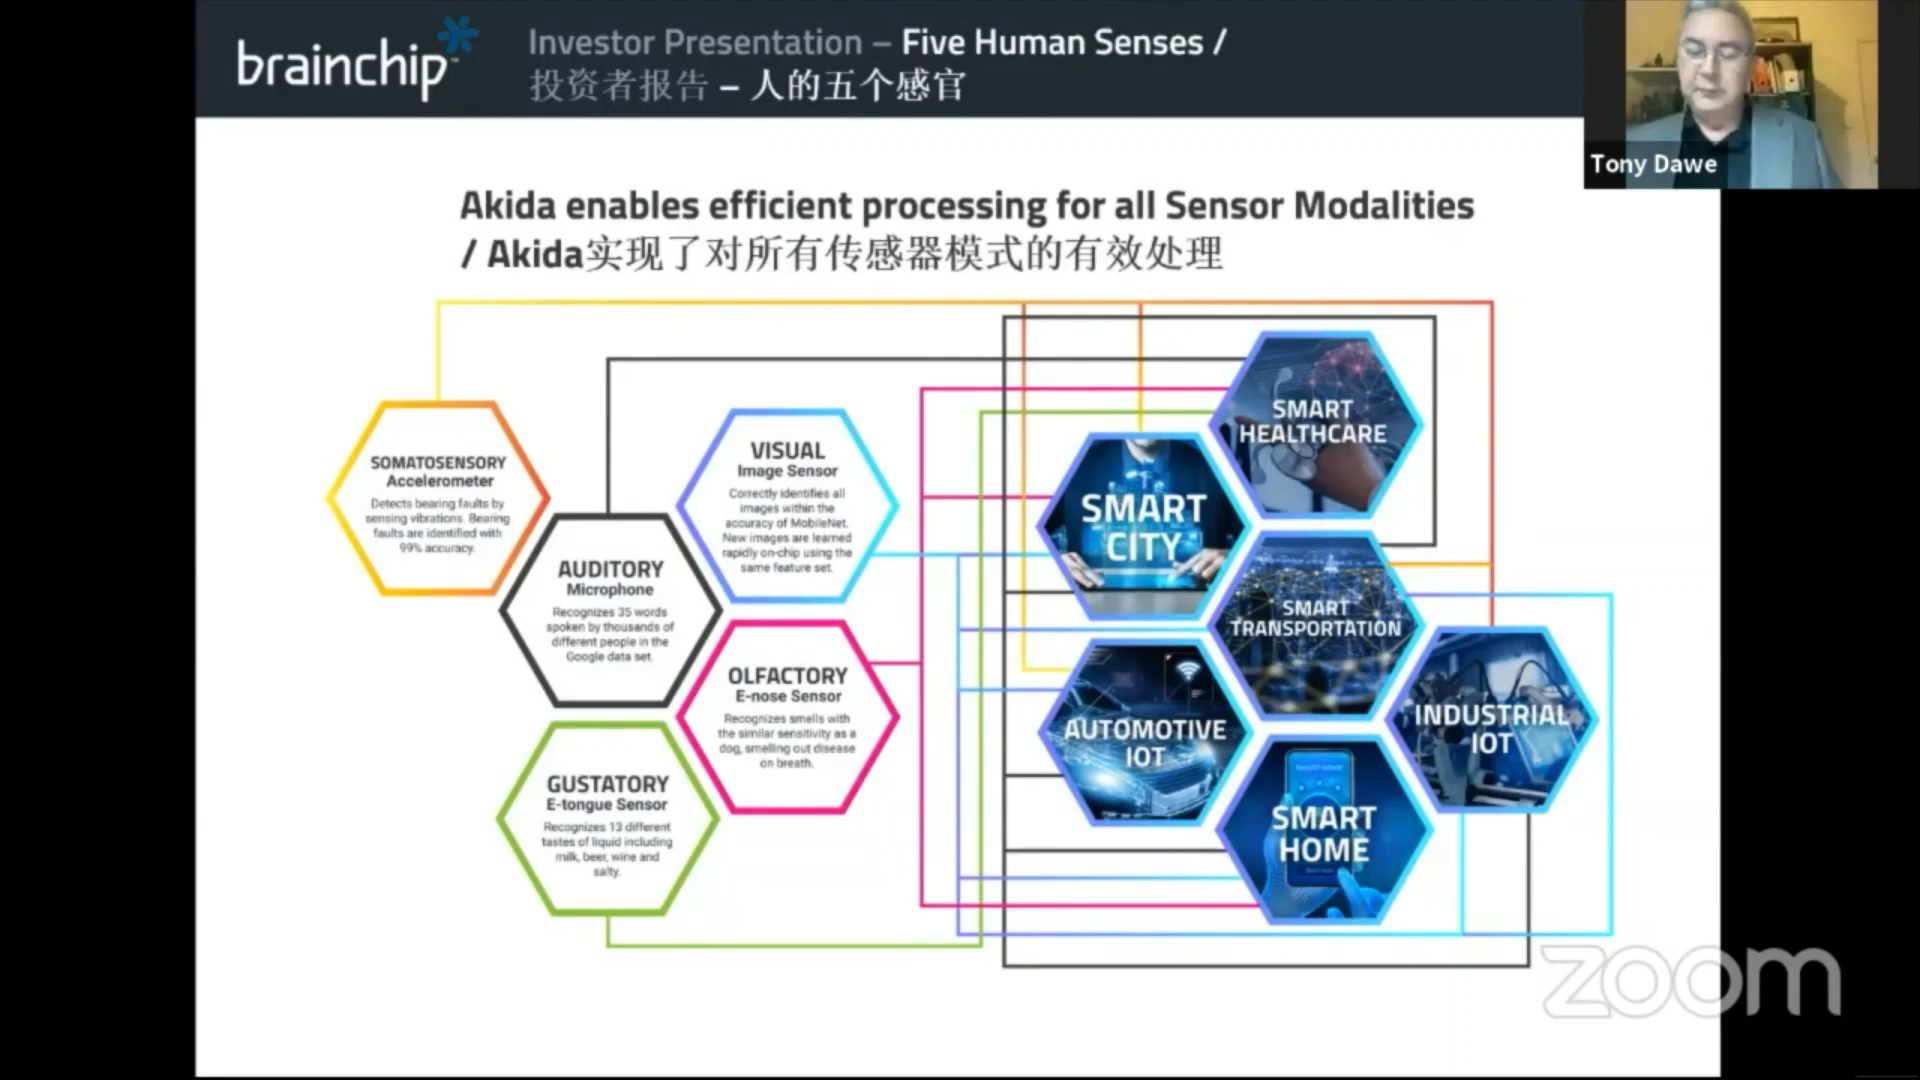 brainchip
Investor Presentation – Five Human Senses /
投资者报告 – 人的五个感官
Tony Dawe
Akida enables efficient processing for all Sensor Modalities
/ Akida实现了对所有传感器模式的有效处理
SOMATOSENSORY
Accelerometer
Detects bearing faults by
sensing vibrations. Bearing
faults are identified with
99% accuracy.
AUDITORY
Microphone
Recognizes 35 words
spoken by thousands of
different people in the
Google data set.
VISUAL
Image Sensor
Correctly identifies all
images within the
accuracy of MobileNet.
New images are learned
rapidly on-chip using the
same feature set.
OLFACTORY
E-nose Sensor
Recognizes smells with
the similar sensitivity as a
dog, smelling out disease
on breath.
GUSTATORY
E-tongue Sensor
Recognizes 13 different
tastes of liquid including
milk, beer, wine and
salty.
SMART
HEALTHCARE
SMART
CITY
SMART
TRANSPORTATION
AUTOMOTIVE
IOT
INDUSTRIAL
IOT
SMART
HOME
zoom